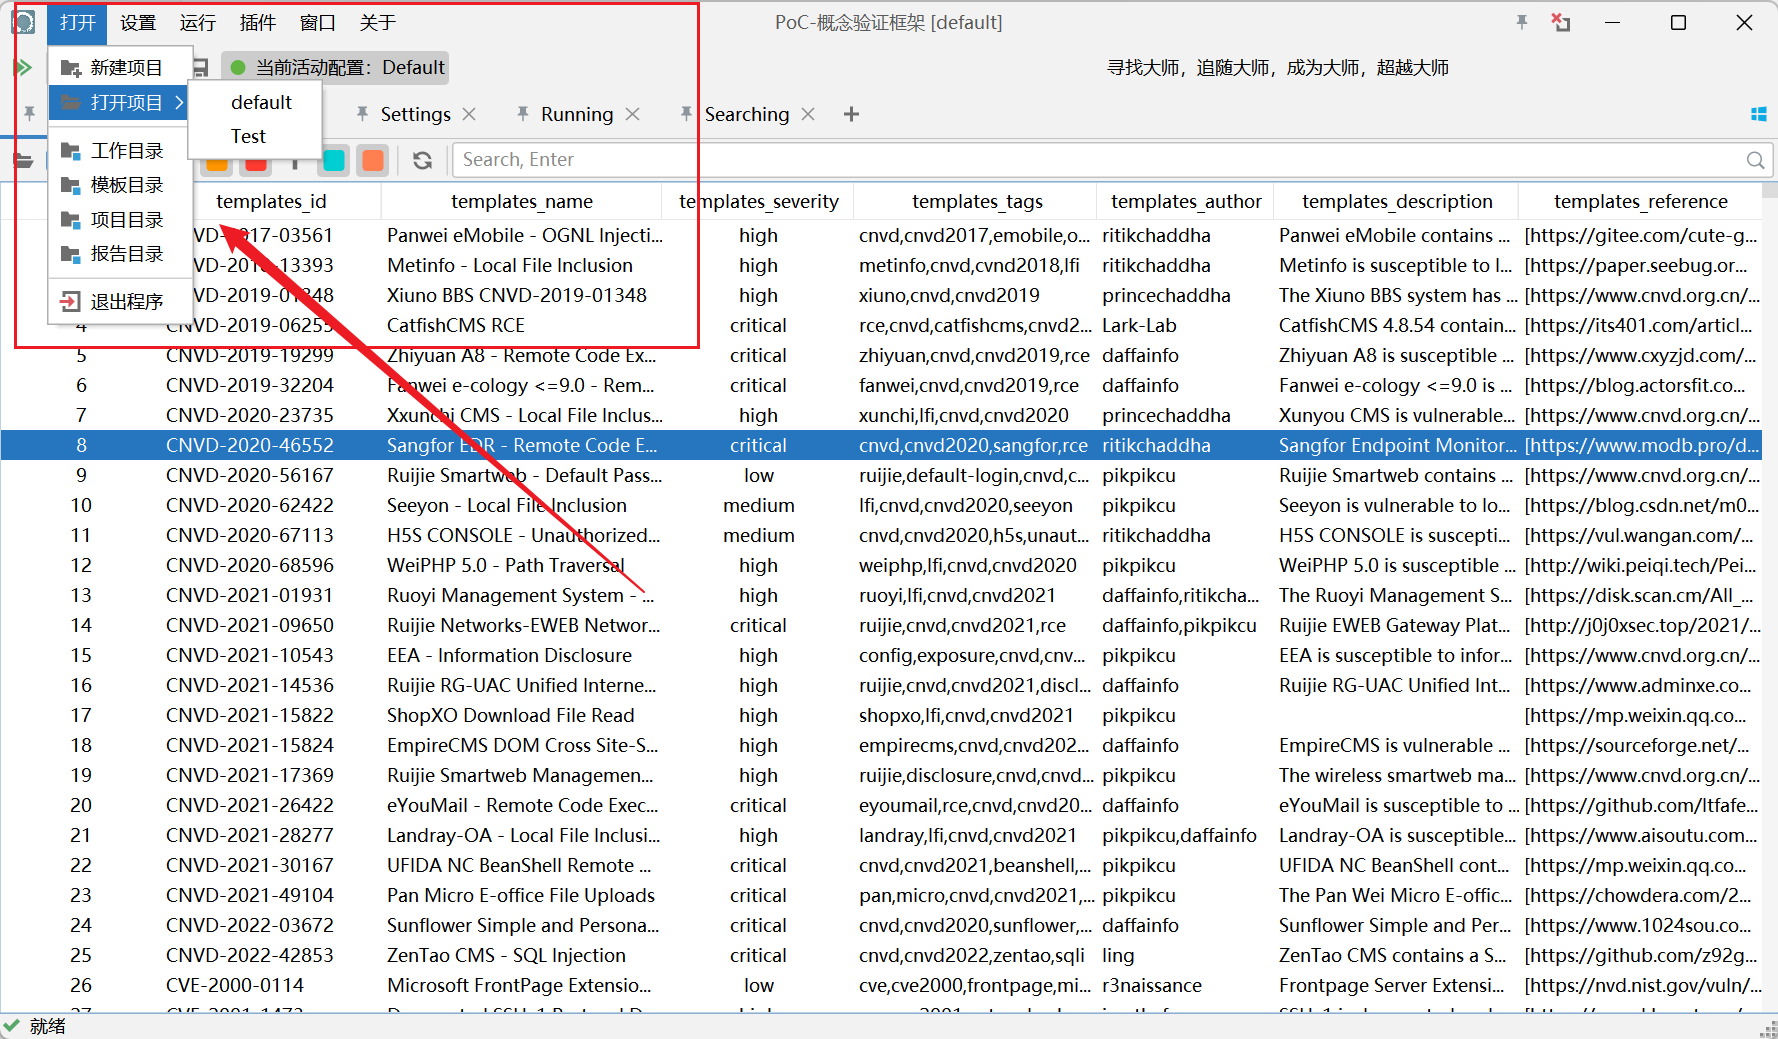 打开 设置 运行 插件 窗口 关于 PoC-概念验证框架 [default]
新建项目 当前活动配置：Default 寻找大师，追随大师，成为大师，超越大师
打开项目 default
Test
工作目录
模板目录
项目目录
报告目录
退出程序
Settings Running Searching
Search, Enter
templates_id templates_name templates_severity templates_tags templates_author templates_description templates_reference
VD-2017-03561 Panwei eMobile - OGNL Injecti... high cnvd,cnvd2017,emobile,o... ritikchaddha Panwei eMobile contains ... [https://gitee.com/cute-g...
VD-2018-13393 Metinfo - Local File Inclusion high metinfo,cnvd,cvnd2018,lfi ritikchaddha Metinfo is susceptible to l... [https://paper.seebug.or...
VD-2019-01348 Xiuno BBS CNVD-2019-01348 high xiuno,cnvd,cnvd2019 princechaddha The Xiuno BBS system has ... [https://www.cnvd.org.cn/...
4 CNVD-2019-06255 CatfishCMS RCE critical rce,cnvd,catfishcms,cnvd2... Lark-Lab CatfishCMS 4.8.54 contain... [https://its401.com/articl...
5 CNVD-2019-19299 Zhiyuan A8 - Remote Code Ex... critical zhiyuan,cnvd,cnvd2019,rce daffainfo Zhiyuan A8 is susceptible ... [https://www.cxyzjd.com/...
6 CNVD-2019-32204 Fanwei e-cology <=9.0 - Rem... critical fanwei,cnvd,cnvd2019,rce daffainfo Fanwei e-cology <=9.0 is ... [https://blog.actorsfit.co...
7 CNVD-2020-23735 Xxunchi CMS - Local File Inclus... high xunchi,lfi,cnvd,cnvd2020 princechaddha Xunyou CMS is vulnerable... [https://www.cnvd.org.cn/...
8 CNVD-2020-46552 Sangfor EDR - Remote Code E... critical cnvd,cnvd2020,sangfor,rce ritikchaddha Sangfor Endpoint Monitor... [https://www.modb.pro/d...
9 CNVD-2020-56167 Ruijie Smartweb - Default Pass... low ruijie,default-login,cnvd,c... pikpikcu Ruijie Smartweb contains ... [https://www.cnvd.org.cn/...
10 CNVD-2020-62422 Seeyon - Local File Inclusion medium lfi,cnvd,cnvd2020,seeyon pikpikcu Seeyon is vulnerable to lo... [https://blog.csdn.net/m0...
11 CNVD-2020-67113 H5S CONSOLE - Unauthorized... medium cnvd,cnvd2020,h5s,unaut... ritikchaddha H5S CONSOLE is suscepti... [https://vul.wangan.com/...
12 CNVD-2020-68596 WeiPHP 5.0 - Path Traversal high weiphp,lfi,cnvd,cnvd2020 pikpikcu WeiPHP 5.0 is susceptible ... [http://wiki.peiqi.tech/Pei...
13 CNVD-2021-01931 Ruoyi Management System - ... high ruoyi,lfi,cnvd,cnvd2021 daffainfo,ritikcha... The Ruoyi Management S... [https://disk.scan.cm/All_...
14 CNVD-2021-09650 Ruijie Networks-EWEB Networ... critical ruijie,cnvd,cnvd2021,rce daffainfo,pikpikcu Ruijie EWEB Gateway Plat... [http://j0j0xsec.top/2021/...
15 CNVD-2021-10543 EEA - Information Disclosure high config,exposure,cnvd,cnv... pikpikcu EEA is susceptible to infor... [https://www.cnvd.org.cn/...
16 CNVD-2021-14536 Ruijie RG-UAC Unified Interne... high ruijie,cnvd,cnvd2021,discl... daffainfo Ruijie RG-UAC Unified Int... [https://www.adminxe.co...
17 CNVD-2021-15822 ShopXO Download File Read high shopxo,lfi,cnvd,cnvd2021 pikpikcu [https://mp.weixin.qq.co...
18 CNVD-2021-15824 EmpireCMS DOM Cross Site-S... high empirecms,cnvd,cnvd202... daffainfo EmpireCMS is vulnerable ... [https://sourceforge.net/...
19 CNVD-2021-17369 Ruijie Smartweb Managemen... high ruijie,disclosure,cnvd,cnvd... pikpikcu The wireless smartweb ma... [https://www.cnvd.org.cn/...
20 CNVD-2021-26422 eYouMail - Remote Code Exec... critical eyoumail,rce,cnvd,cnvd20... daffainfo eYouMail is susceptible to ... [https://github.com/ltfafe...
21 CNVD-2021-28277 Landray-OA - Local File Inclusi... high landray,lfi,cnvd,cnvd2021 pikpikcu,daffainfo Landray-OA is susceptible... [https://www.aisoutu.com...
22 CNVD-2021-30167 UFIDA NC BeanShell Remote ... critical cnvd,cnvd2021,beanshell,... pikpikcu UFIDA NC BeanShell cont... [https://mp.weixin.qq.co...
23 CNVD-2021-49104 Pan Micro E-office File Uploads critical pan,micro,cnvd,cnvd2021,... pikpikcu The Pan Wei Micro E-offic... [https://chowdera.com/2...
24 CNVD-2022-03672 Sunflower Simple and Persona... critical cnvd,cnvd2020,sunflower,... daffainfo Sunflower Simple and Per... [https://www.1024sou.co...
25 CNVD-2022-42853 ZenTao CMS - SQL Injection critical cnvd,cnvd2022,zentao,sqli ling ZenTao CMS contains a S... [https://github.com/z92g...
26 CVE-2000-0114 Microsoft FrontPage Extensio... low cve,cve2000,frontpage,mi... r3naissance Frontpage Server Extensi... [https://nvd.nist.gov/vuln/...
就绪